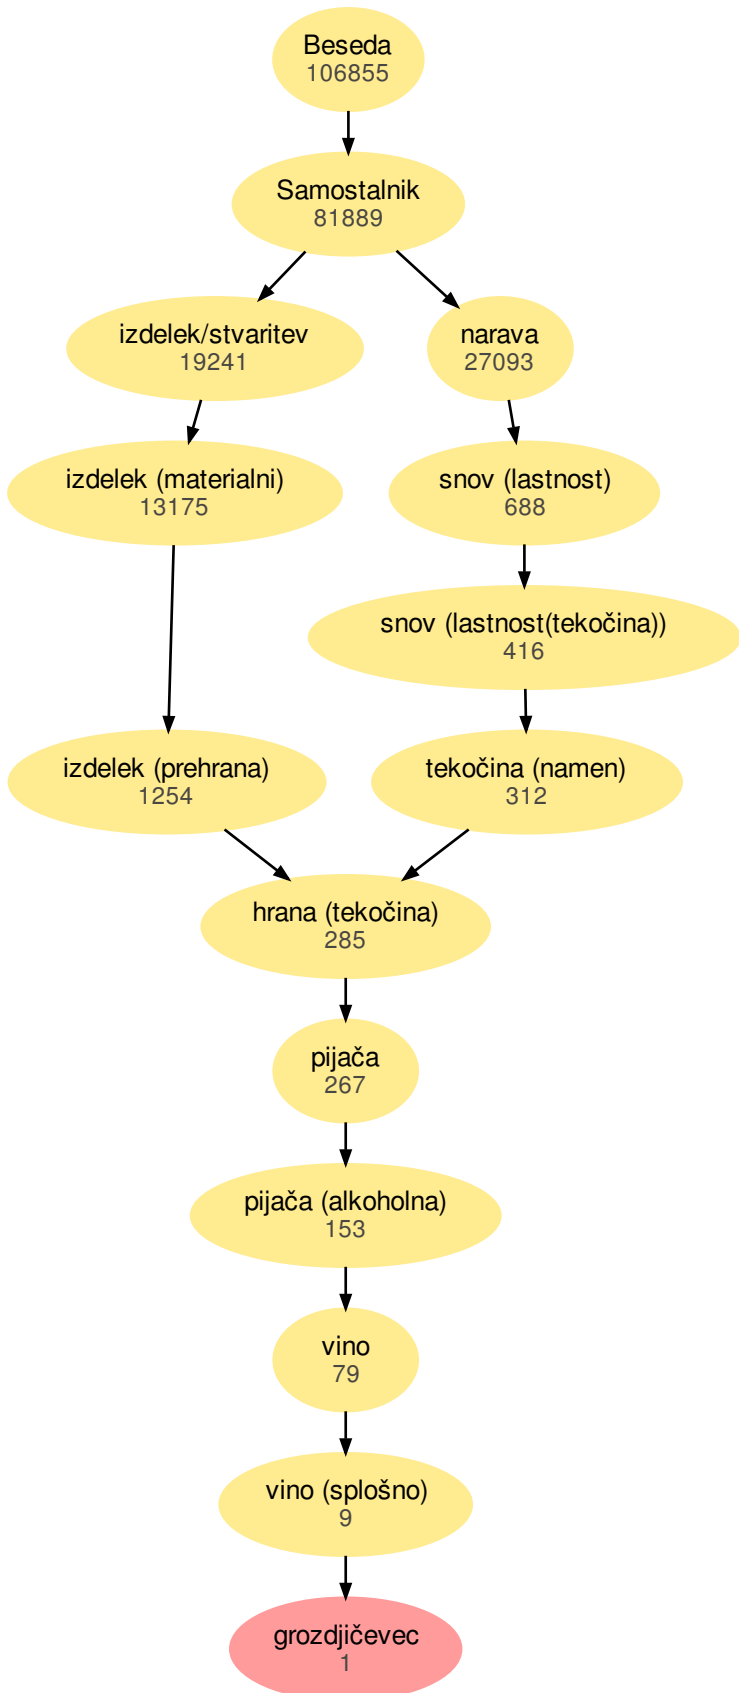 Beseda
106855
Samostalnik
81889
izdelek/stvaritev
19241
narava
27093
izdelek (materialni)
13175
snov (lastnost)
688
snov (lastnost(tekočina))
416
izdelek (prehrana)
1254
tekočina (namen)
312
hrana (tekočina)
285
pijača
267
pijača (alkoholna)
153
vino
79
vino (splošno)
9
grozdjičevec
1